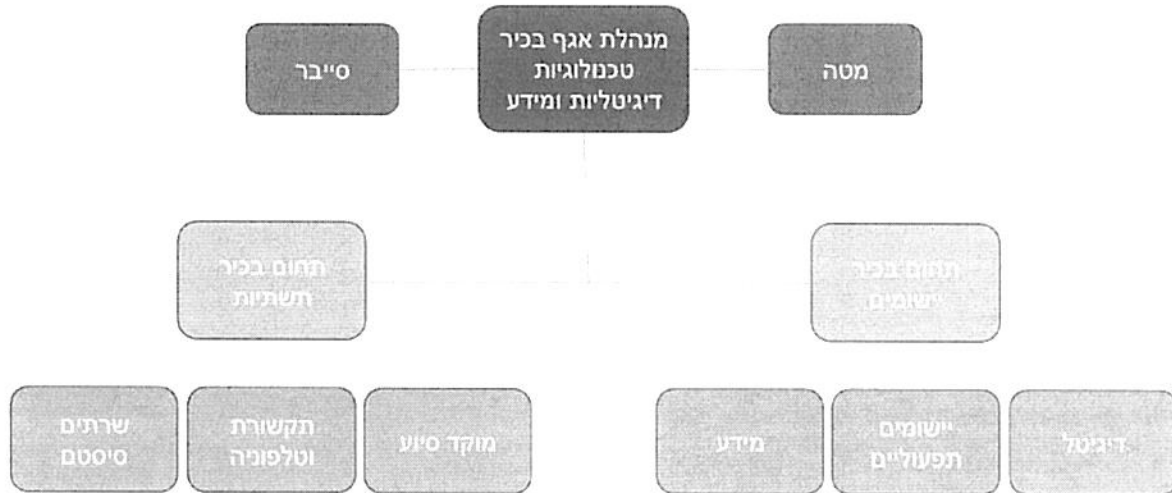 מטה
מנהלת אגף בכיר
טכנולוגיות
דיגיטליות ומידע
סייבר
תחום בכיר
יישומים
תחום בכיר
תשתיות
דיגיטל
יישומים
תפעוליים
מידע
מוקד סיוע
תקשורת
וטלפוניה
שרתים
סיסטם